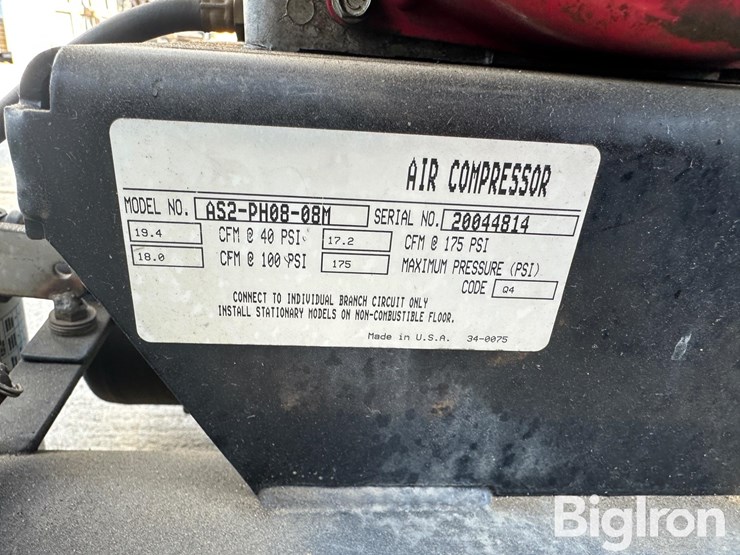 AIR COMPRESSOR
MODEL NO. AS2-PH08-08M SERIAL NO. 20044814
19.4 CFM @ 40 PSI 17.2 CFM @ 175 PSI
18.0 CFM @ 100 PSI 175 MAXIMUM PRESSURE (PSI)
CODE Q4
CONNECT TO INDIVIDUAL BRANCH CIRCUIT ONLY
INSTALL STATIONARY MODELS ON NON-COMBUSTIBLE FLOOR.
Made in U.S.A. 34-0075
BigIron